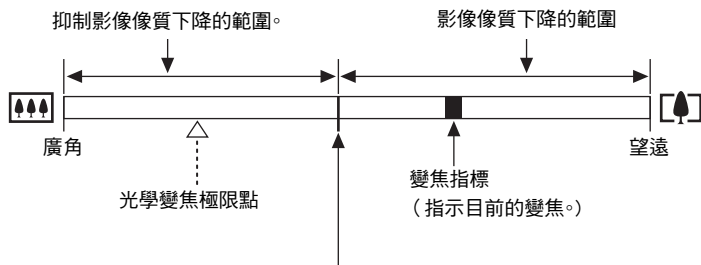 抑制影像像質下降的範圍。
影像像質下降的範圍
廣角
望遠
光學變焦極限點
變焦指標
（指示目前的變焦。）